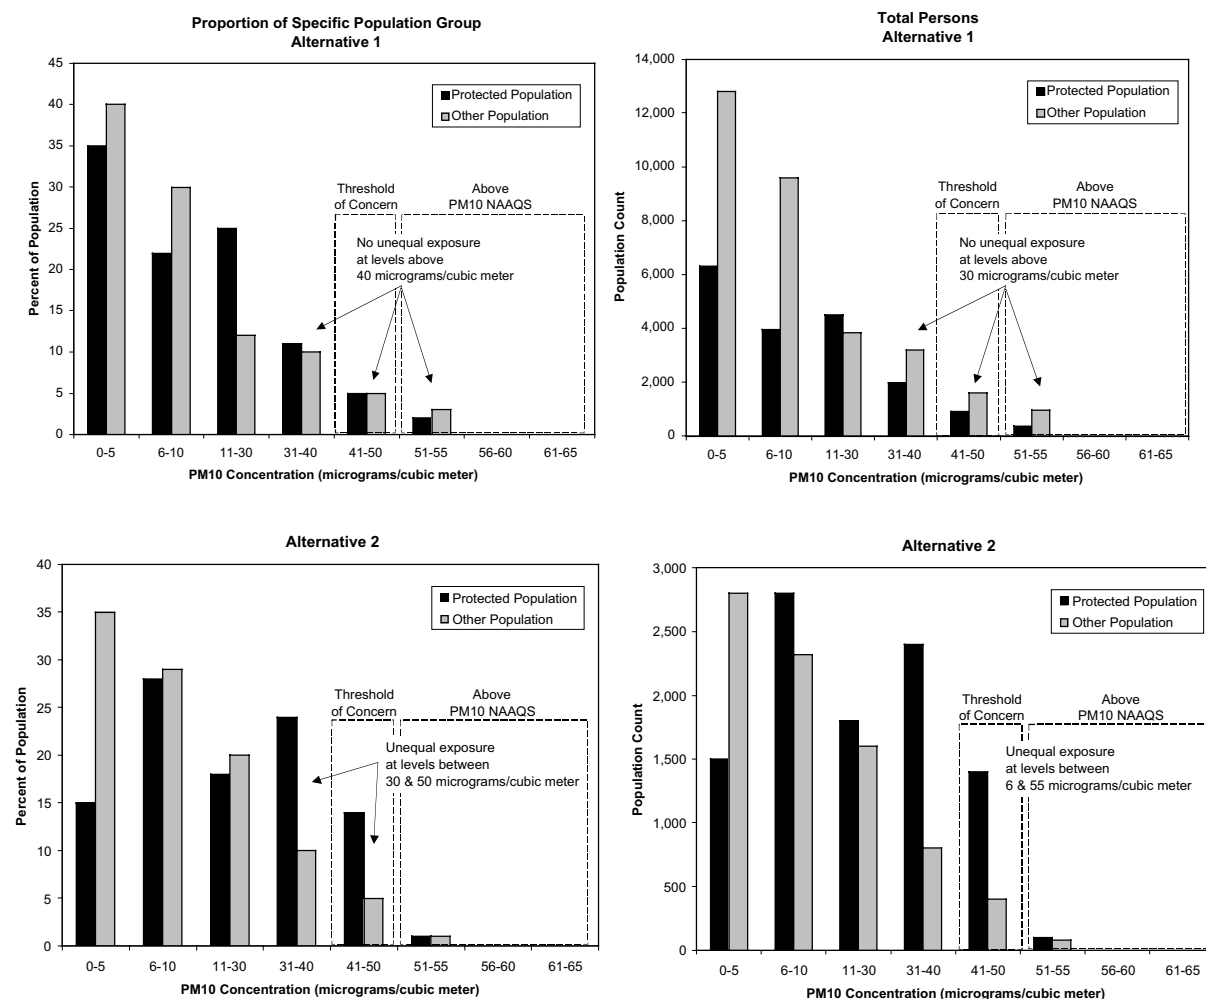 Proportion of Specific Population Group
Alternative 1
45
40
35
30
25
20
15
10
5
0
Percent of Population
Protected Population
Other Population
Threshold
of Concern
Above
PM10 NAAQS
No unequal exposure
at levels above
40 micrograms/cubic meter
0-5 6-10 11-30 31-40 41-50 51-55 56-60 61-65
PM10 Concentration (micrograms/cubic meter)
Total Persons
Alternative 1
14,000
12,000
10,000
8,000
6,000
4,000
2,000
0
Population Count
Protected Population
Other Population
Threshold
of Concern
Above
PM10 NAAQS
No unequal exposure
at levels above
30 micrograms/cubic meter
0-5 6-10 11-30 31-40 41-50 51-55 56-60 61-65
PM10 Concentration (micrograms/cubic meter)
Alternative 2
40
35
30
25
20
15
10
5
0
Percent of Population
Protected Population
Other Population
Threshold
of Concern
Above
PM10 NAAQS
Unequal exposure
at levels between
30 & 50 micrograms/cubic meter
0-5 6-10 11-30 31-40 41-50 51-55 56-60 61-65
PM10 Concentration (micrograms/cubic meter)
Alternative 2
3,000
2,500
2,000
1,500
1,000
500
0
Population Count
Protected Population
Other Population
Threshold
of Concern
Above
PM10 NAAQS
Unequal exposure
at levels between
6 & 55 micrograms/cubic meter
0-5 6-10 11-30 31-40 41-50 51-55 56-60 61-65
PM10 Concentration (micrograms/cubic meter)